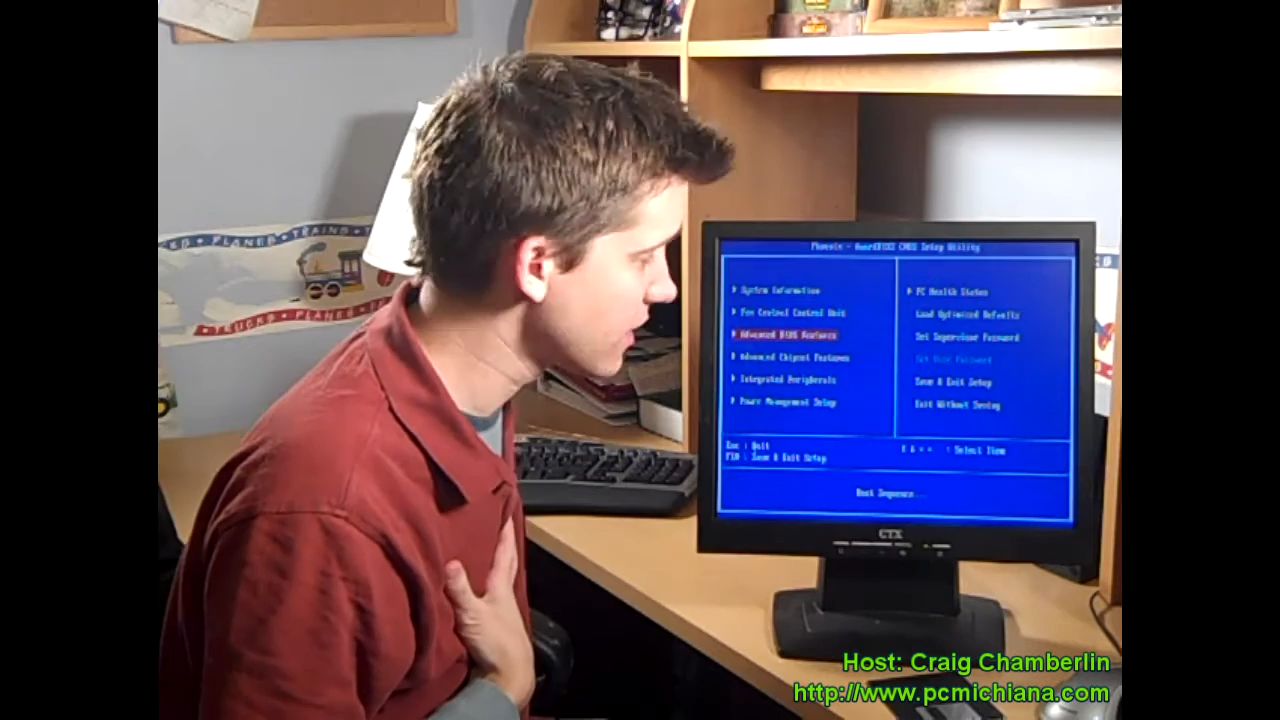 KS ★ PLANES ★ TRAINS ★ T
★ TRUCKS ★ PLANES ★
Phoenix - AwardBIOS CMOS Setup Utility
System Information
PC Health Status
Load Optimized Defaults
Advanced BIOS Features
Set Supervisor Password
Advanced Chipset Features
Set User Password
Integrated Peripherals
Save & Exit Setup
Power Management Setup
Exit Without Saving
Esc : Quit
: Select Item
F10 : Save & Exit Setup
Boot Sequence...
CTX
Host: Craig Chamberlin
http://www.pcmichiana.com